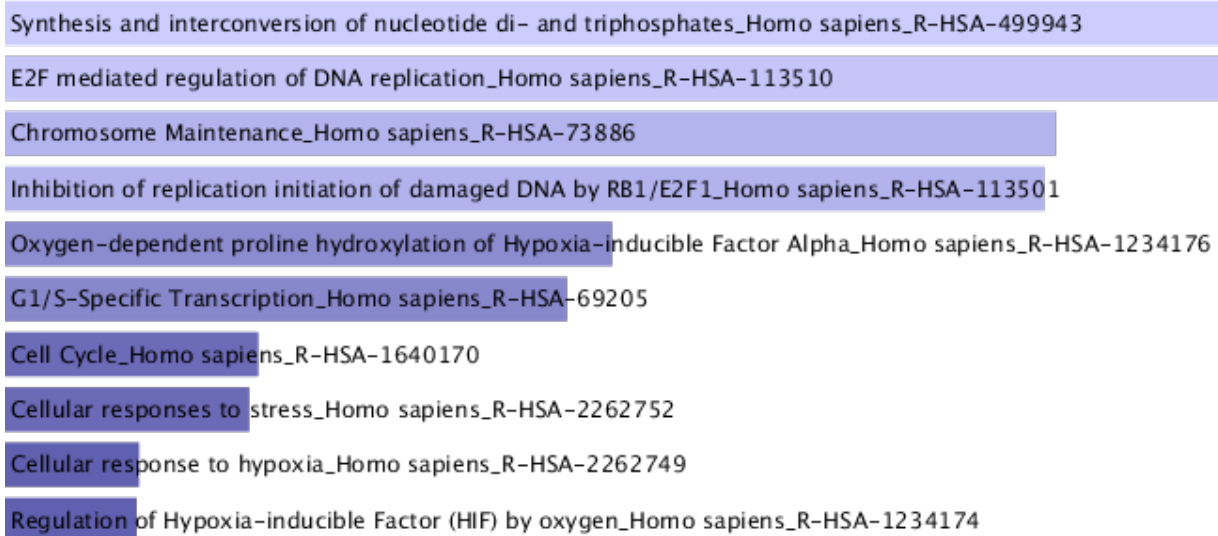 Synthesis and interconversion of nucleotide di- and triphosphates_Homo sapiens_R-HSA-499943
E2F mediated regulation of DNA replication_Homo sapiens_R-HSA-113510
Chromosome Maintenance_Homo sapiens_R-HSA-73886
Inhibition of replication initiation of damaged DNA by RB1/E2F1_Homo sapiens_R-HSA-113501
Oxygen-dependent proline hydroxylation of Hypoxia-inducible Factor Alpha_Homo sapiens_R-HSA-1234176
G1/S-Specific Transcription_Homo sapiens_R-HSA-69205
Cell Cycle_Homo sapiens_R-HSA-1640170
Cellular responses to stress_Homo sapiens_R-HSA-2262752
Cellular response to hypoxia_Homo sapiens_R-HSA-2262749
Regulation of Hypoxia-inducible Factor (HIF) by oxygen_Homo sapiens_R-HSA-1234174